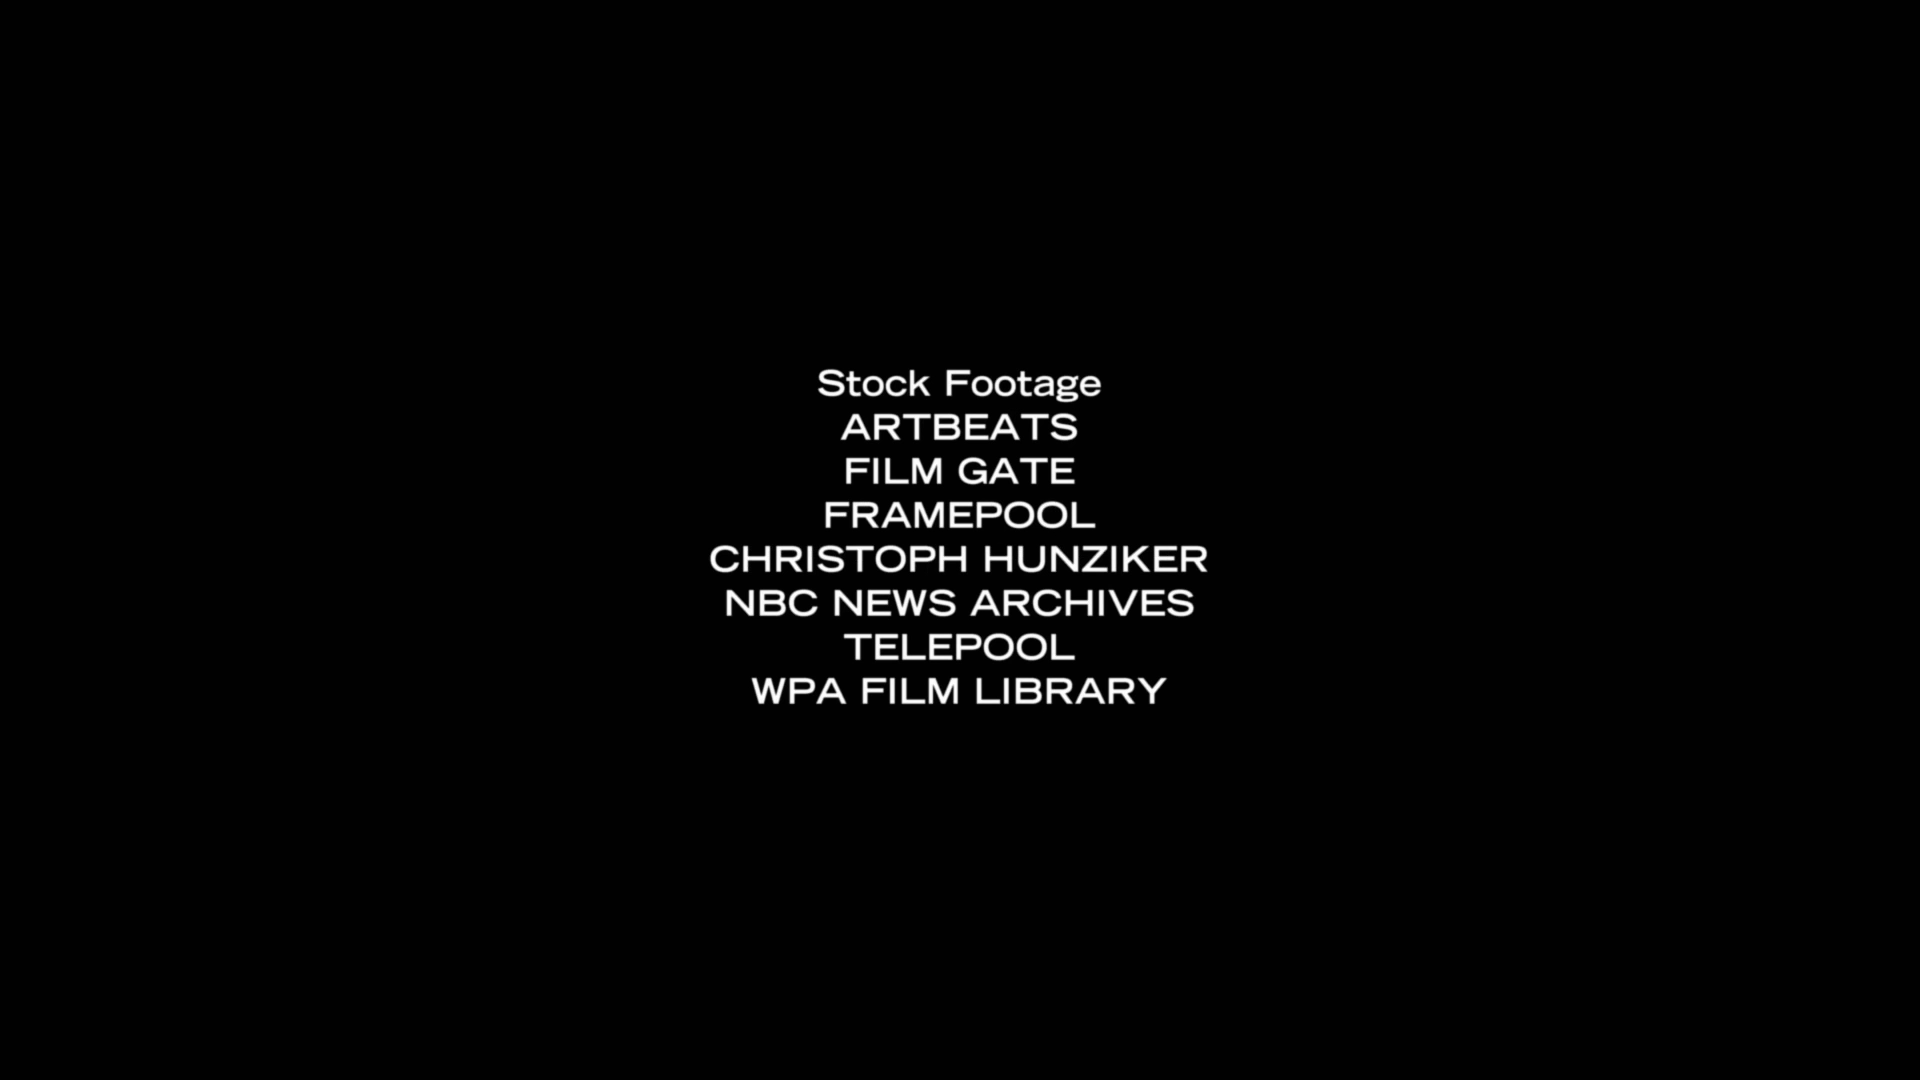 Stock Footage
ARTBEATS
FILM GATE
FRAMEPOOL
CHRISTOPH HUNZIKER
NBC NEWS ARCHIVES
TELEPOOL
WPA FILM LIBRARY